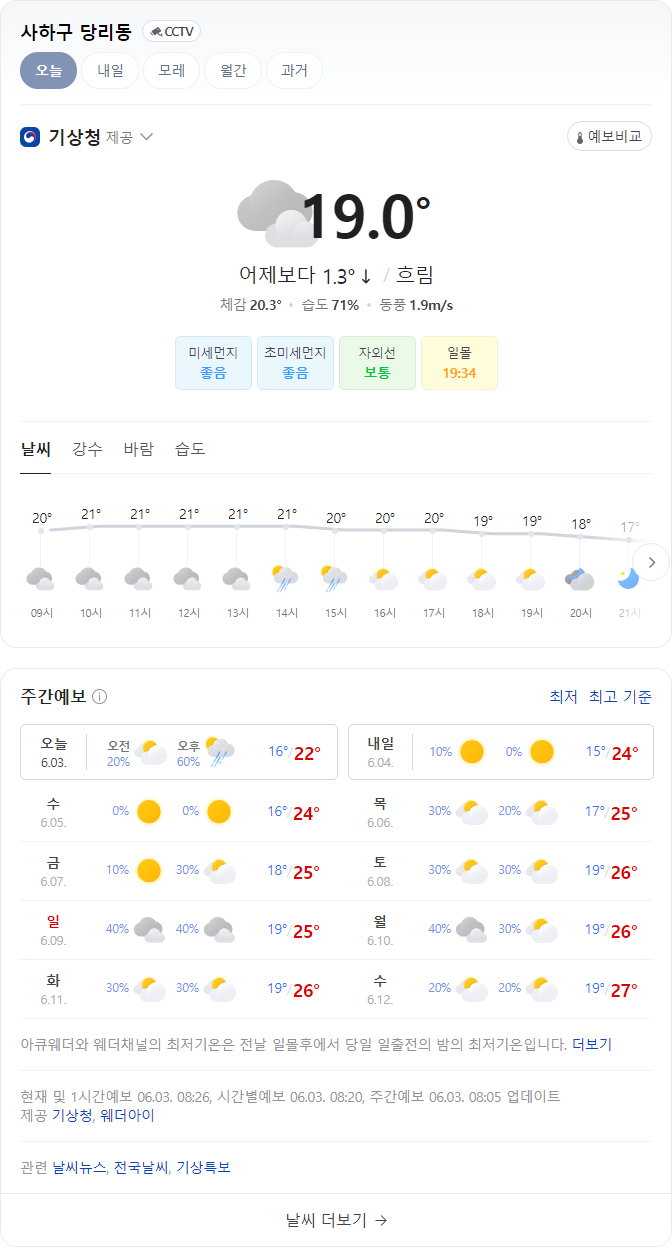 사하구 당리동 CCTV
오늘 내일 모레 월간 과거
기상청 제공 예보비교
19.0°
어제보다 1.3°↓ / 흐림
체감 20.3° • 습도 71% • 동풍 1.9m/s
미세먼지 초미세먼지 자외선 일몰
좋음 좋음 보통 19:34
날씨 강수 바람 습도
20° 21° 21° 21° 21° 21° 20° 20° 20° 19° 19° 18° 17°
09시 10시 11시 12시 13시 14시 15시 16시 17시 18시 19시 20시 21시
주간예보 최저 최고 기준
오늘 6.03. 오전 20% 오후 60% 16°/22°
내일 6.04. 10% 0% 15°/24°
수 6.05. 0% 0% 16°/24°
목 6.06. 30% 20% 17°/25°
금 6.07. 10% 30% 18°/25°
토 6.08. 30% 30% 19°/26°
일 6.09. 40% 40% 19°/25°
월 6.10. 40% 30% 19°/26°
화 6.11. 30% 30% 19°/26°
수 6.12. 20% 20% 19°/27°
아큐웨더와 웨더채널의 최저기온은 전날 일몰후에서 당일 일출전의 밤의 최저기온입니다. 더보기
현재 및 1시간예보 06.03. 08:26, 시간별예보 06.03. 08:20, 주간예보 06.03. 08:05 업데이트
제공 기상청, 웨더아이
관련 날씨뉴스, 전국날씨, 기상특보
날씨 더보기 →